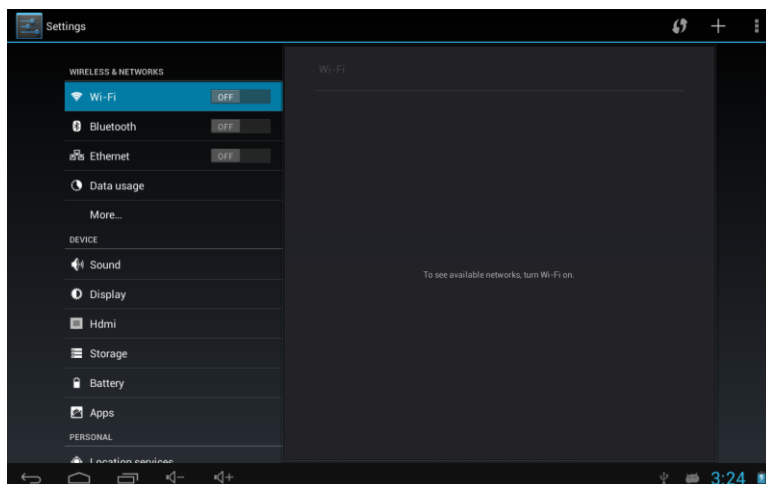 Settings
WIRELESS & NETWORKS
Wi-Fi OFF
Bluetooth OFF
Ethernet OFF
Data usage
More...
DEVICE
Sound
Display
Hdmi
Storage
Battery
Apps
PERSONAL
Location services
Wi-Fi
To see available networks, turn Wi-Fi on.
3:24